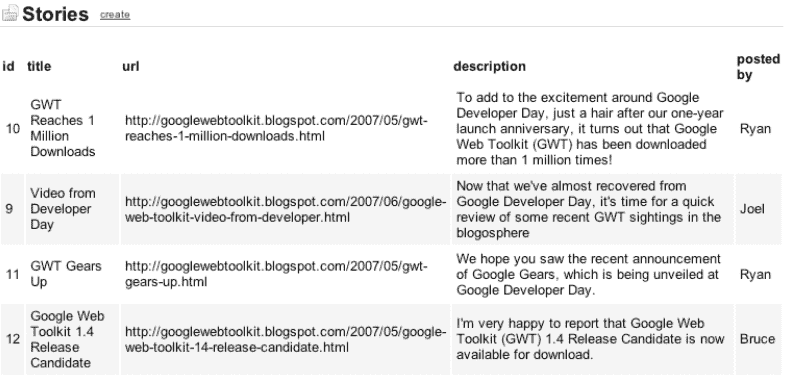 Stories create
id title url description posted by
10 GWT Reaches 1 Million Downloads http://googlewebtoolkit.blogspot.com/2007/05/gwt-reaches-1-million-downloads.html To add to the excitement around Google Developer Day, just a hair after our one-year launch anniversary, it turns out that Google Web Toolkit (GWT) has been downloaded more than 1 million times! Ryan
9 Video from Developer Day http://googlewebtoolkit.blogspot.com/2007/06/google-web-toolkit-video-from-developer.html Now that we've almost recovered from Google Developer Day, it's time for a quick review of some recent GWT sightings in the blogosphere Joel
11 GWT Gears Up http://googlewebtoolkit.blogspot.com/2007/05/gwt-gears-up.html We hope you saw the recent announcement of Google Gears, which is being unveiled at Google Developer Day. Ryan
12 Google Web Toolkit 1.4 Release Candidate http://googlewebtoolkit.blogspot.com/2007/05/google-web-toolkit-14-release-candidate.html I'm very happy to report that Google Web Toolkit (GWT) 1.4 Release Candidate is now available for download. Bruce